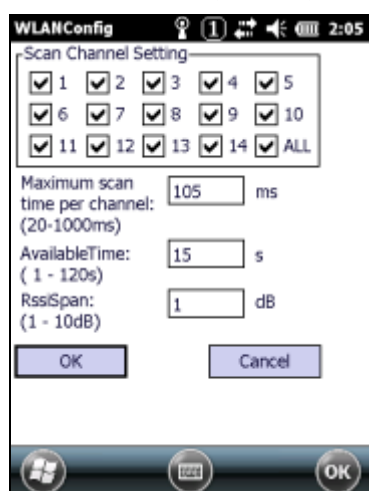 WLANConfig 1 2:05
Scan Channel Setting
1 2 3 4 5
6 7 8 9 10
11 12 13 14 ALL
Maximum scan
time per channel: 105 ms
(20-1000ms)
AvailableTime: 15 s
( 1 - 120s)
RssiSpan: 1 dB
(1 - 10dB)
OK Cancel
OK